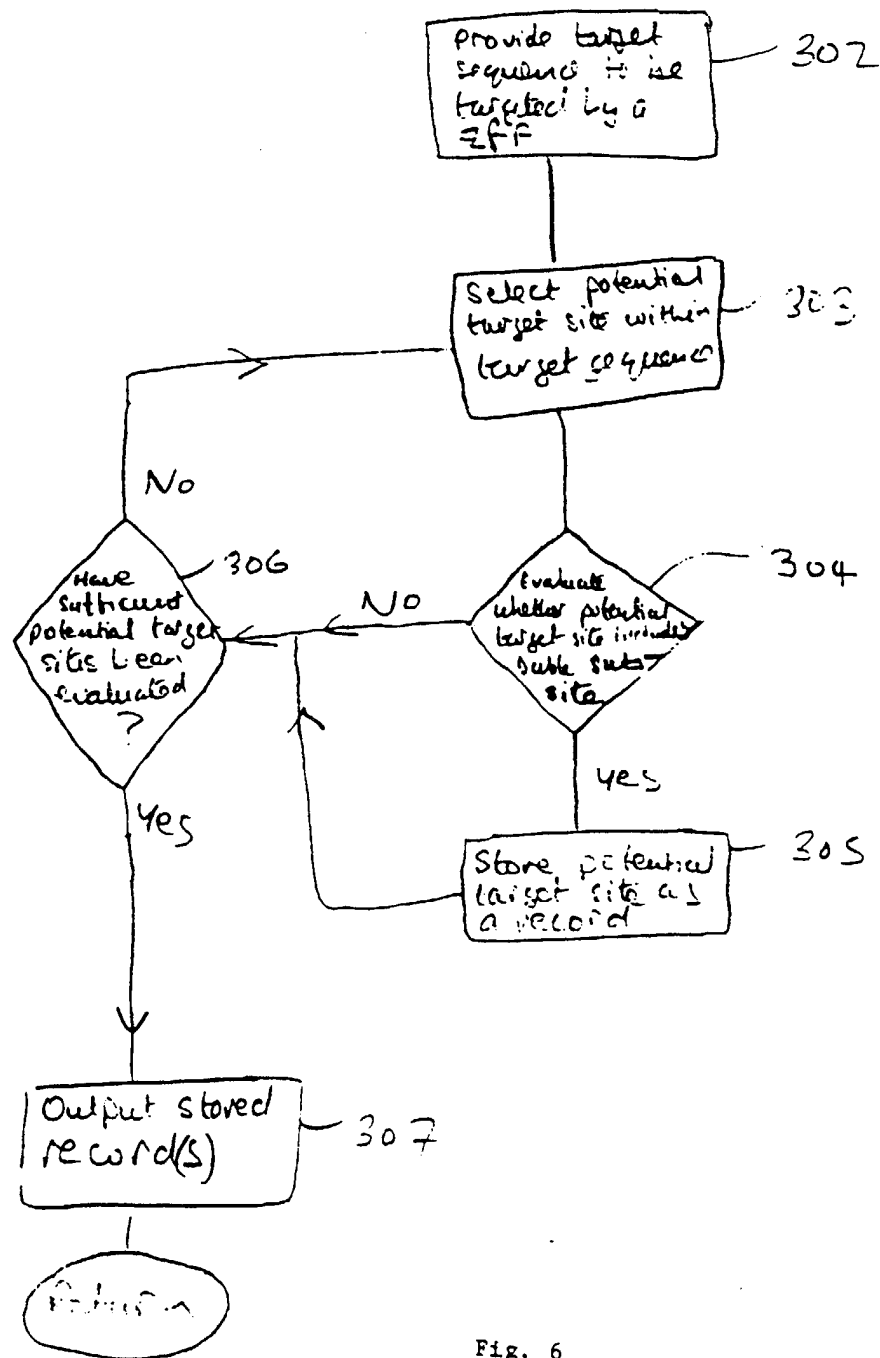 Provide target
sequence to be
targeted by a
ZFP
302
Select potential
target site within
target sequence
303
No
306
Have
sufficient
potential target
sites been
evaluated
?
No
Evaluate
whether potential
target site includes
site
304
Yes
Yes
Store potential
target site as
a record
305
Output stored
record(s)
307
Return
Fig. 6